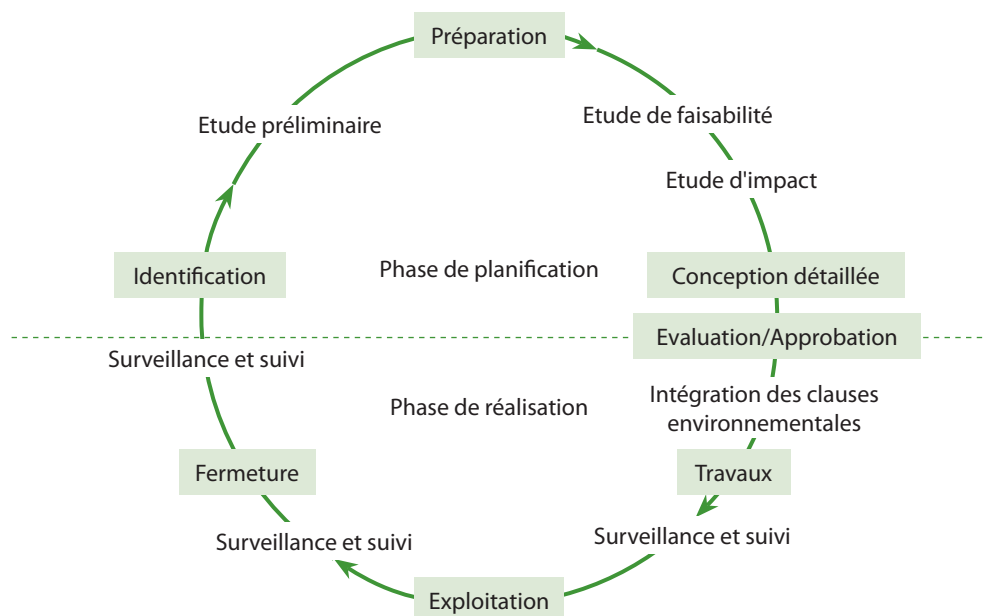 Préparation
Etude préliminaire
Etude de faisabilité
Etude d'impact
Identification
Phase de planification
Conception détaillée
Evaluation/Approbation
Surveillance et suivi
Phase de réalisation
Intégration des clauses
environnementales
Fermeture
Travaux
Surveillance et suivi
Surveillance et suivi
Exploitation